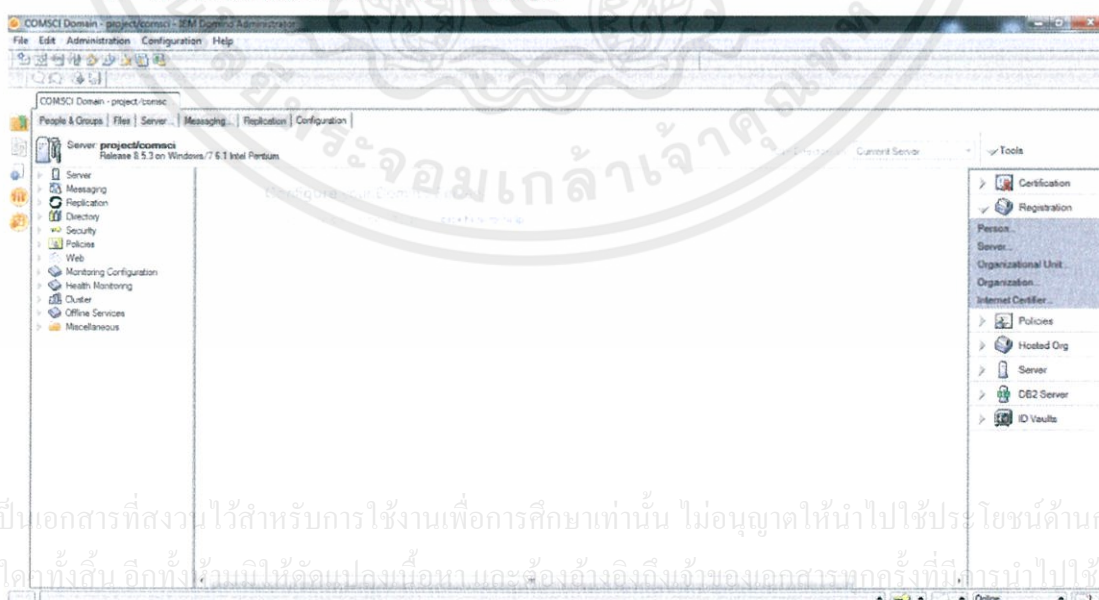 COMSCI Domain - project/comsci - IBM Domino Administrator
File Edit Administration Configuration Help
COMSCI Domain - project/comsc
People & Groups Files Server... Messaging... Replication Configuration
Server: project/comsci
Release 8.5.3 on Windows/7 6.1 Intel Pentium
Current Server
Tools
Server
Messaging
Replication
Directory
Security
Policies
Web
Monitoring Configuration
Health Monitoring
Cluster
Offline Services
Miscellaneous
Certification
Registration
Person...
Server...
Organizational Unit...
Organization...
Internet Certifier...
Policies
Hosted Org
Server
DB2 Server
ID Vaults
พระจอมเกล้าเจ้าคุณทห
เป็นเอกสารที่สงวนไว้สำหรับการใช้งานเพื่อการศึกษาเท่านั้น ไม่อนุญาตให้นำไปใช้ประโยชน์ด้านก
ใดๆทั้งสิ้น อีกทั้งห้ามมิให้ดัดแปลงเนื้อหา และต้องอ้างอิงถึงเจ้าของเอกสารทุกครั้งที่มีการนำไปใช้
Online